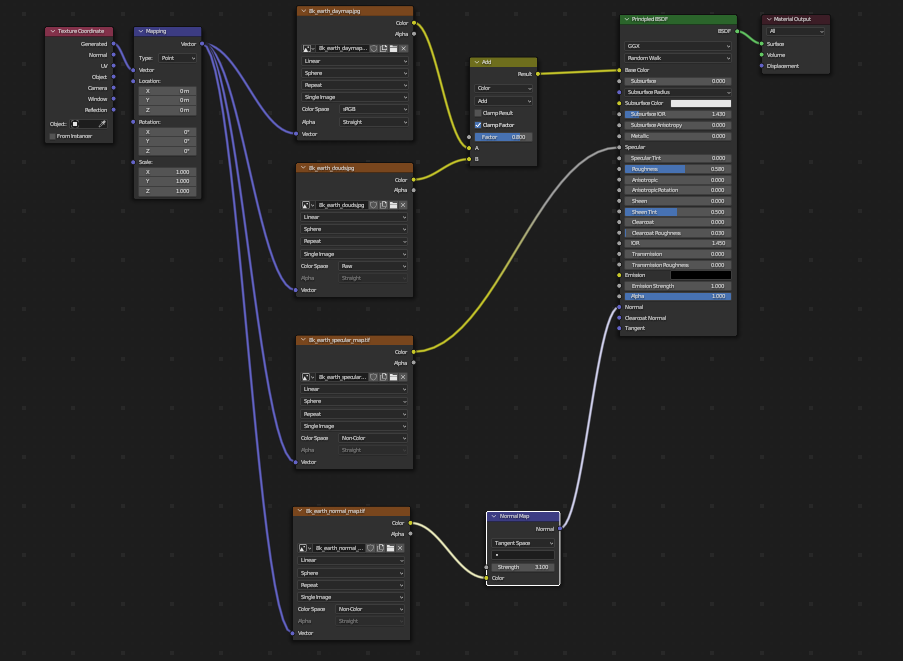 Texture Coordinate
Generated
Normal
UV
Object
Camera
Window
Reflection
Object:
From Instancer
Mapping
Vector
Type: Point
Vector
Location:
X 0 m
Y 0 m
Z 0 m
Rotation:
X 0°
Y 0°
Z 0°
Scale:
X 1.000
Y 1.000
Z 1.000
8k_earth_daymap.jpg
Color
Alpha
8k_earth_daymap...
Linear
Sphere
Repeat
Single Image
Color Space sRGB
Alpha Straight
Vector
8k_earth_clouds.jpg
Color
Alpha
8k_earth_clouds.jpg
Linear
Sphere
Repeat
Single Image
Color Space Raw
Alpha Straight
Vector
8k_earth_specular_map.tif
Color
Alpha
8k_earth_specular...
Linear
Sphere
Repeat
Single Image
Color Space Non-Color
Alpha Straight
Vector
8k_earth_normal_map.tif
Color
Alpha
8k_earth_normal_...
Linear
Sphere
Repeat
Single Image
Color Space Non-Color
Alpha Straight
Vector
Add
Result
Color
Add
Clamp Result
Clamp Factor
Factor 0.800
A
B
Normal Map
Normal
Tangent Space
Strength 3.100
Color
Principled BSDF
BSDF
GGX
Random Walk
Base Color
Subsurface 0.000
Subsurface Radius
Subsurface Color
Subsurface IOR 1.430
Subsurface Anisotropy 0.000
Metallic 0.000
Specular
Specular Tint 0.000
Roughness 0.580
Anisotropic 0.000
Anisotropic Rotation 0.000
Sheen 0.000
Sheen Tint 0.500
Clearcoat 0.000
Clearcoat Roughness 0.030
IOR 1.450
Transmission 0.000
Transmission Roughness 0.000
Emission
Emission Strength 1.000
Alpha 1.000
Normal
Clearcoat Normal
Tangent
Material Output
All
Surface
Volume
Displacement